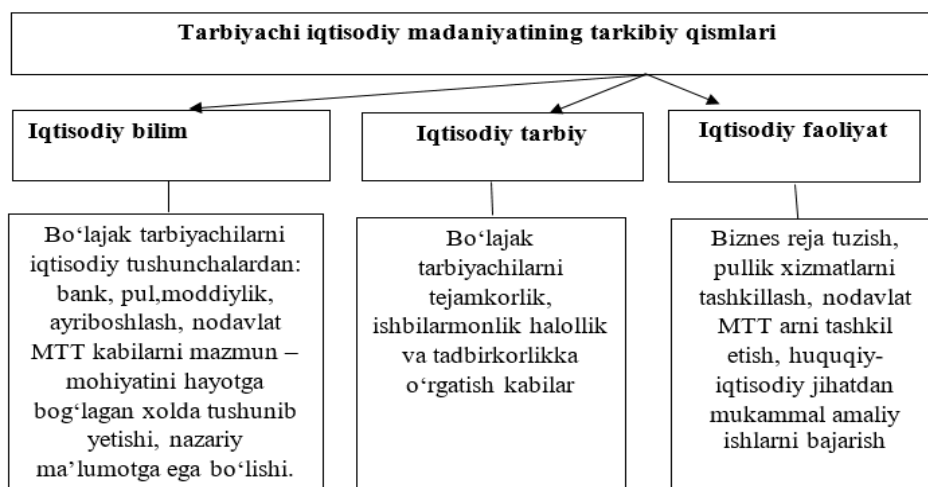 Tarbiyachi iqtisodiy madaniyatining tarkibiy qismlari
Iqtisodiy bilim
Iqtisodiy tarbiy
Iqtisodiy faoliyat
Bo‘lajak tarbiyachilarni
iqtisodiy tushunchalardan:
bank, pul,moddiylik,
ayriboshlash, nodavlat
MTT kabilarni mazmun –
mohiyatini hayotga
bog‘lagan xolda tushunib
yetishi, nazariy
ma’lumotga ega bo‘lishi.
Bo‘lajak
tarbiyachilarni
tejamkorlik,
ishbilarmonlik halollik
va tadbirkorlikka
o‘rgatish kabilar
Biznes reja tuzish,
pullik xizmatlarni
tashkillash, nodavlat
MTT arni tashkil
etish, huquqiy-
iqtisodiy jihatdan
mukammal amaliy
ishlarni bajarish